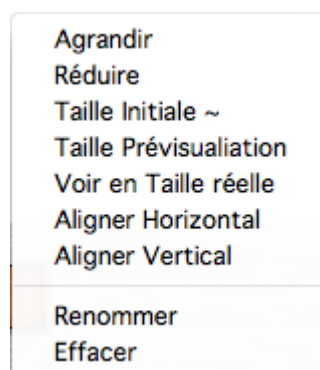 Agrandir
Réduire
Taille Initiale ~
Taille Prévisualiation
Voir en Taille réelle
Aligner Horizontal
Aligner Vertical
Renommer
Effacer